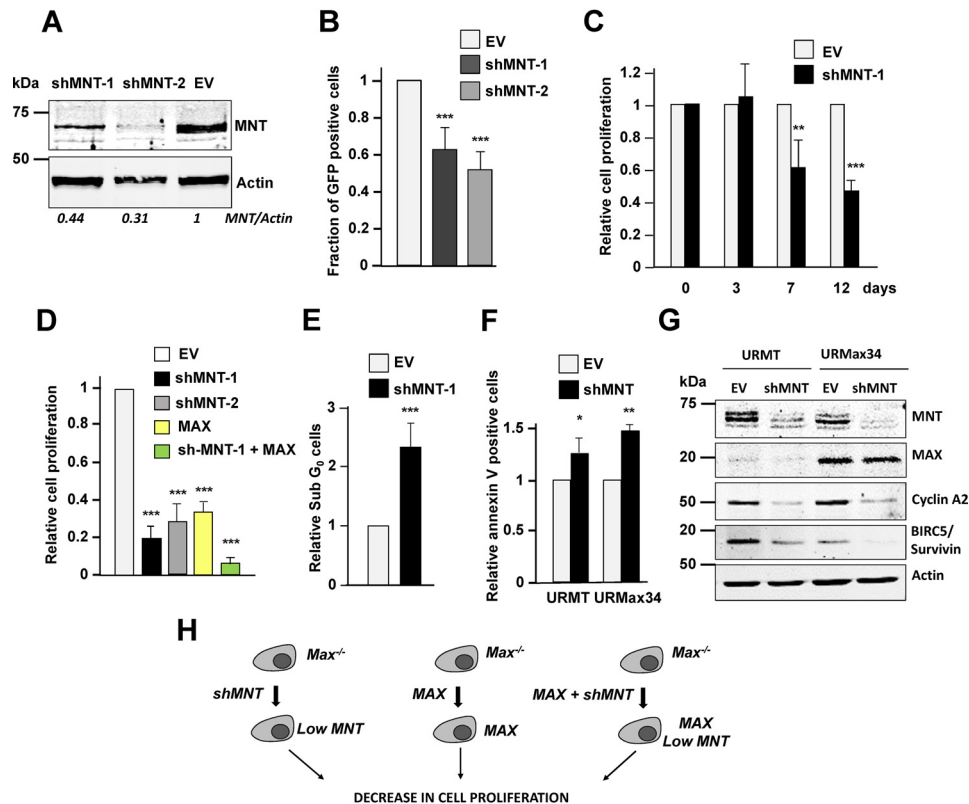 A
kDa
shMNT-1 shMNT-2 EV
75
MNT
50
Actin
0.44 0.31 1 MNT/Actin
B
EV
shMNT-1
shMNT-2
Fraction of GFP positive cells
1
0.8
0.6
0.4
0.2
0
***
***
C
EV
shMNT-1
Relative cell proliferation
1.2
1
0.8
0.6
0.4
0.2
0
**
***
0 3 7 12 days
D
EV
shMNT-1
shMNT-2
MAX
sh-MNT-1 + MAX
Relative cell proliferation
1
0.8
0.6
0.4
0.2
0
***
***
***
***
E
EV
shMNT-1
Relative Sub G0 cells
3
2
1
0
***
F
EV
shMNT
Relative annexin V positive cells
1.5
1
0.5
0
*
**
URMT URMax34
G
URMT URMax34
kDa
EV shMNT EV shMNT
75
MNT
20
MAX
50
Cyclin A2
20
BIRC5/
Survivin
50
Actin
H
Max-/-
shMNT
Low MNT
Max-/-
MAX
MAX
Max-/-
MAX + shMNT
MAX
Low MNT
DECREASE IN CELL PROLIFERATION